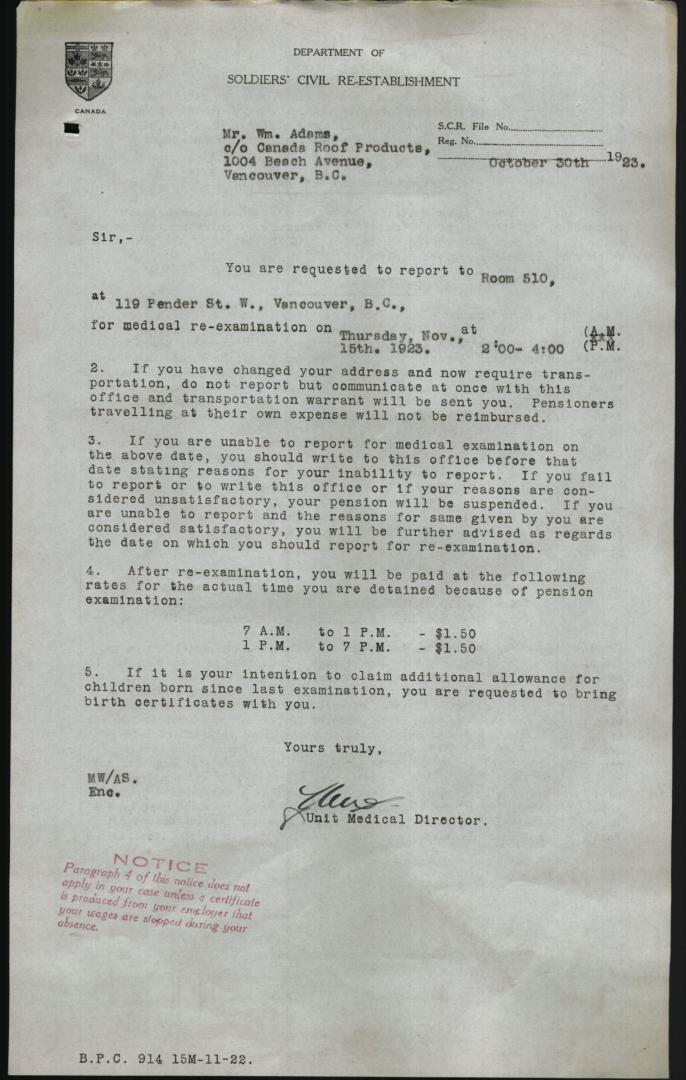 DEPARTMENT OF
SOLDIERS' CIVIL RE-ESTABLISHMENT
CANADA
S.C.R. File No.
Reg. No.
October 30th 1923.
Mr. Wm. Adams,
c/o Canada Roof Products,
1004 Beach Avenue,
Vancouver, B.C.
Sir,-
You are requested to report to Room 510,
at 119 Pender St. W., Vancouver, B.C.,
for medical re-examination on Thursday, Nov., at (A.M.
15th. 1923. 2:00- 4:00 (P.M.
2. If you have changed your address and now require trans-
portation, do not report but communicate at once with this
office and transportation warrant will be sent you. Pensioners
travelling at their own expense will not be reimbursed.
3. If you are unable to report for medical examination on
the above date, you should write to this office before that
date stating reasons for your inability to report. If you fail
to report or to write this office or if your reasons are con-
sidered unsatisfactory, your pension will be suspended. If you
are unable to report and the reasons for same given by you are
considered satisfactory, you will be further advised as regards
the date on which you should report for re-examination.
4. After re-examination, you will be paid at the following
rates for the actual time you are detained because of pension
examination:
7 A.M. to 1 P.M. - $1.50
1 P.M. to 7 P.M. - $1.50
5. If it is your intention to claim additional allowance for
children born since last examination, you are requested to bring
birth certificates with you.
Yours truly,
MW/AS.
Enc.
Unit Medical Director.
NOTICE
Paragraph 4 of this notice does not
apply in your case unless a certificate
is produced from your employer that
your wages are stopped during your
absence.
B.P.C. 914 15M-11-22.